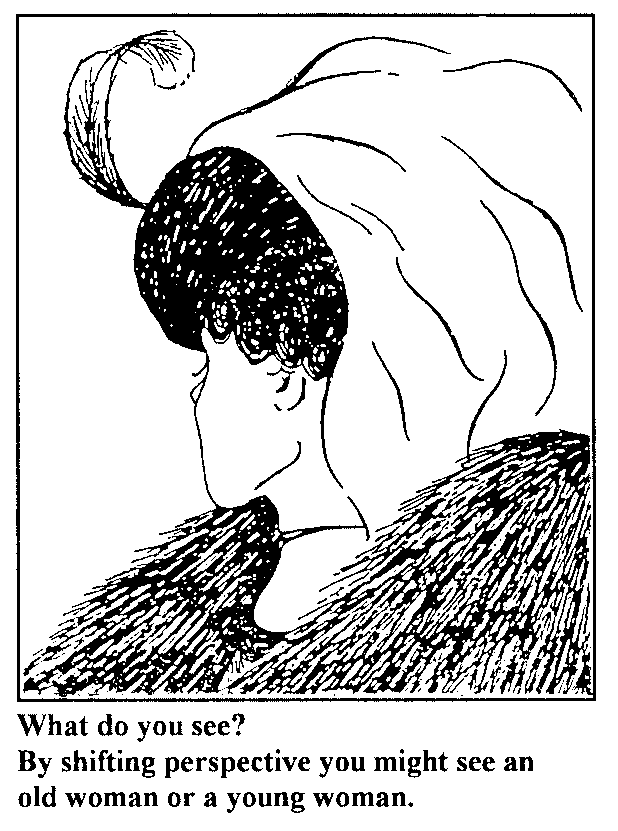 What do you see?
By shifting perspective you might see an
old woman or a young woman.